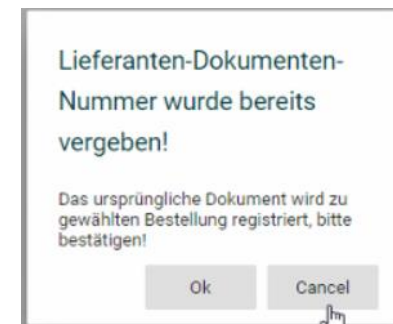 Lieferanten-Dokumenten-
Nummer wurde bereits
vergeben!
Das ursprüngliche Dokument wird zu
gewählten Bestellung registriert, bitte
bestätigen!
Ok Cancel